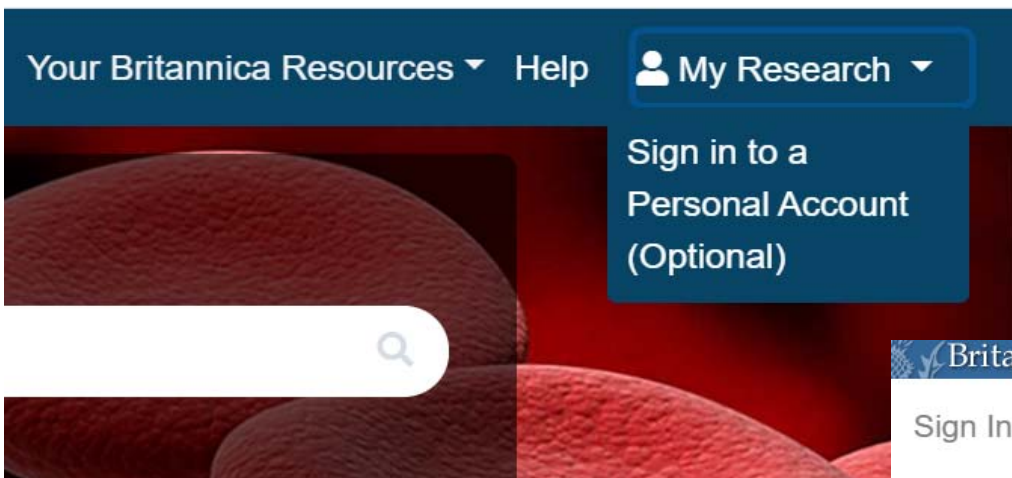 Your Britannica Resources Help My Research
Sign in to a
Personal Account
(Optional)
Sign In